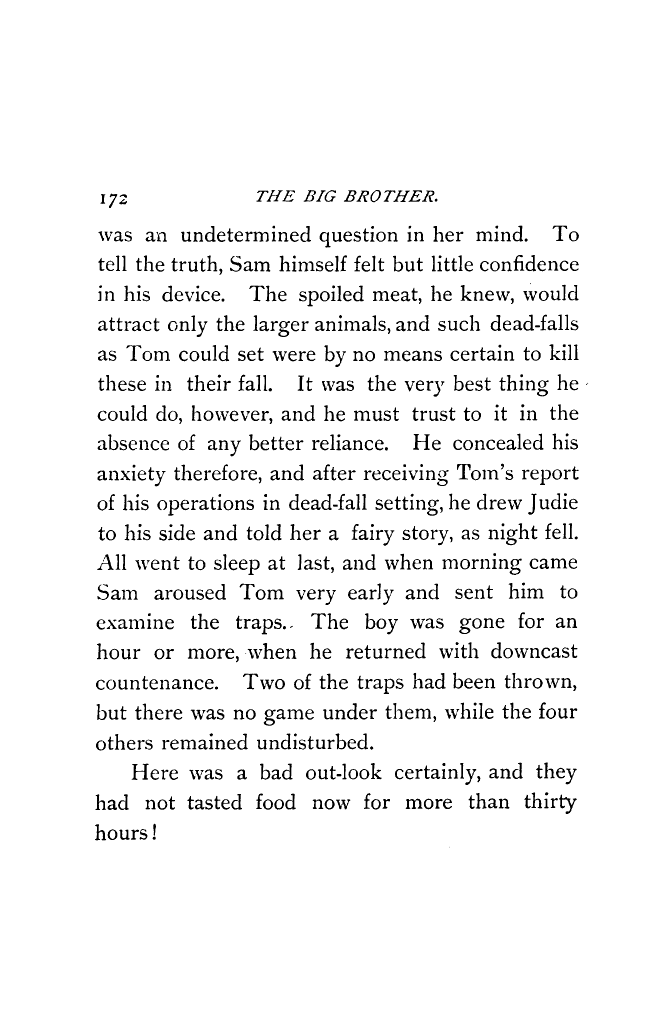 172 THE BIG BROTHER.
was an undetermined question in her mind. To
tell the truth, Sam himself felt but little confidence
in his device. The spoiled meat, he knew, would
attract only the larger animals, and such dead-falls
as Tom could set were by no means certain to kill
these in their fall. It was the very best thing he
could do, however, and he must trust to it in the
absence of any better reliance. He concealed his
anxiety therefore, and after receiving Tom's report
of his operations in dead-fall setting, he drew Judie
to his side and told her a fairy story, as night fell.
All went to sleep at last, and when morning came
Sam aroused Tom very early and sent him to
examine the traps. The boy was gone for an
hour or more, when he returned with downcast
countenance. Two of the traps had been thrown,
but there was no game under them, while the four
others remained undisturbed.
Here was a bad out-look certainly, and they
had not tasted food now for more than thirty
hours!